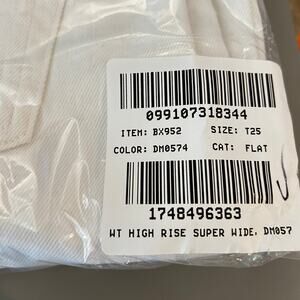 099107318344
ITEM: BX952 SIZE: T25
COLOR: DM0574 CAT: FLAT
1748496363
WT HIGH RISE SUPER WIDE, DM057